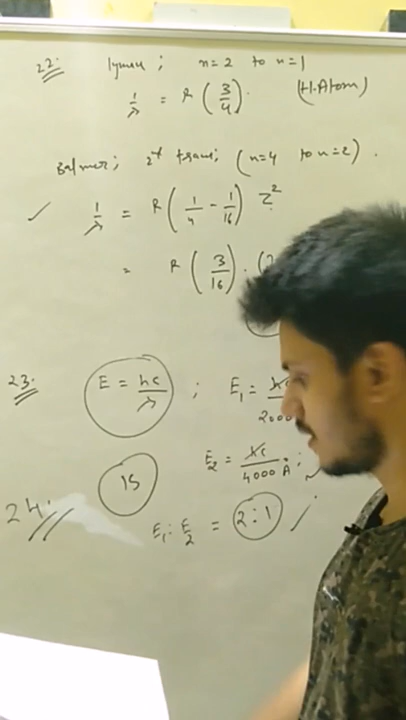 22. lyman ; n=2 to n=1
1/λ = R (3/4). (H.Atom)
Balmer; 2nd trans; (n=4 to n=2).
✓ 1/λ = R (1/4 - 1/16) Z²
= R (3/16) . (
23. E = hc/λ ; E₁ = hc/2000
E₂ = hc/4000 Å ;
15
24.
E₁ : E₂ = 2:1